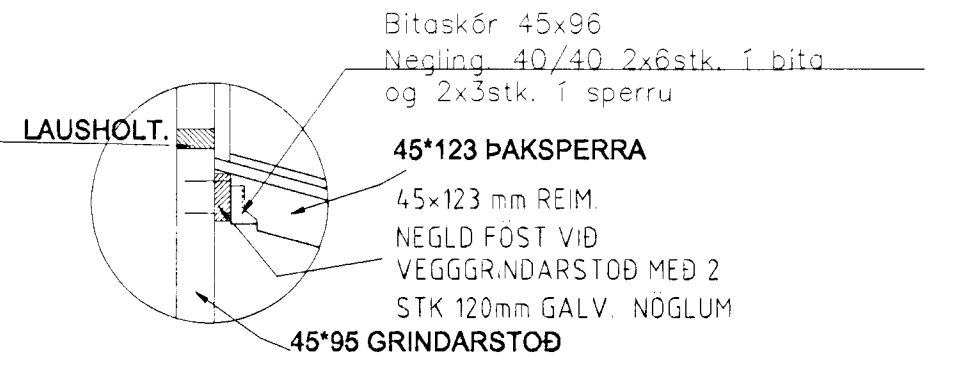 Bitaskór 45x96
Negling. 40/40 2x6stk. í bita
og 2x3stk. í sperru
LAUSHOLT.
45*123 ÞAKSPERRA
45x123 mm REIM.
NEGLD FÖST VIÐ
VEGGGRINDARSTOÐ MEÐ 2
STK 120mm GALV. NÖGLUM
45*95 GRINDARSTOÐ